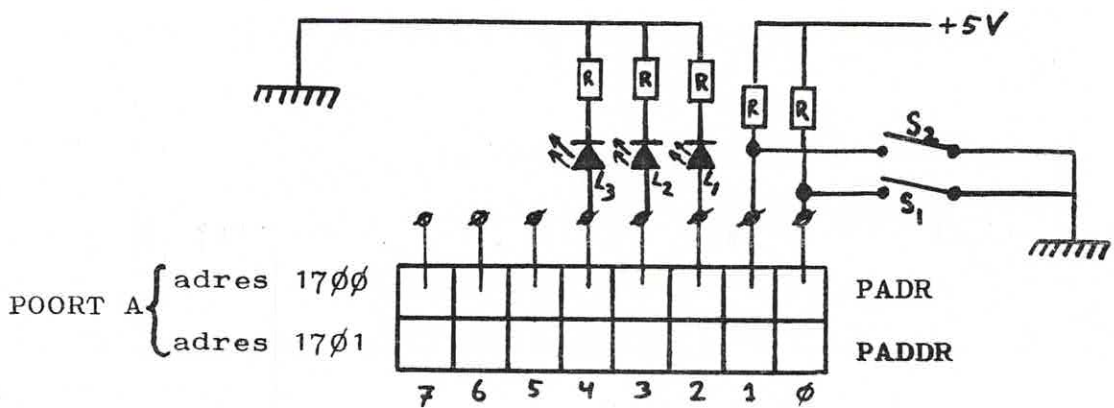 +5V
R R R R R
S2
L3 L2 L1
S1
POORT A
adres 17ØØ PADR
adres 17Ø1 PADDR
7 6 5 4 3 2 1 Ø